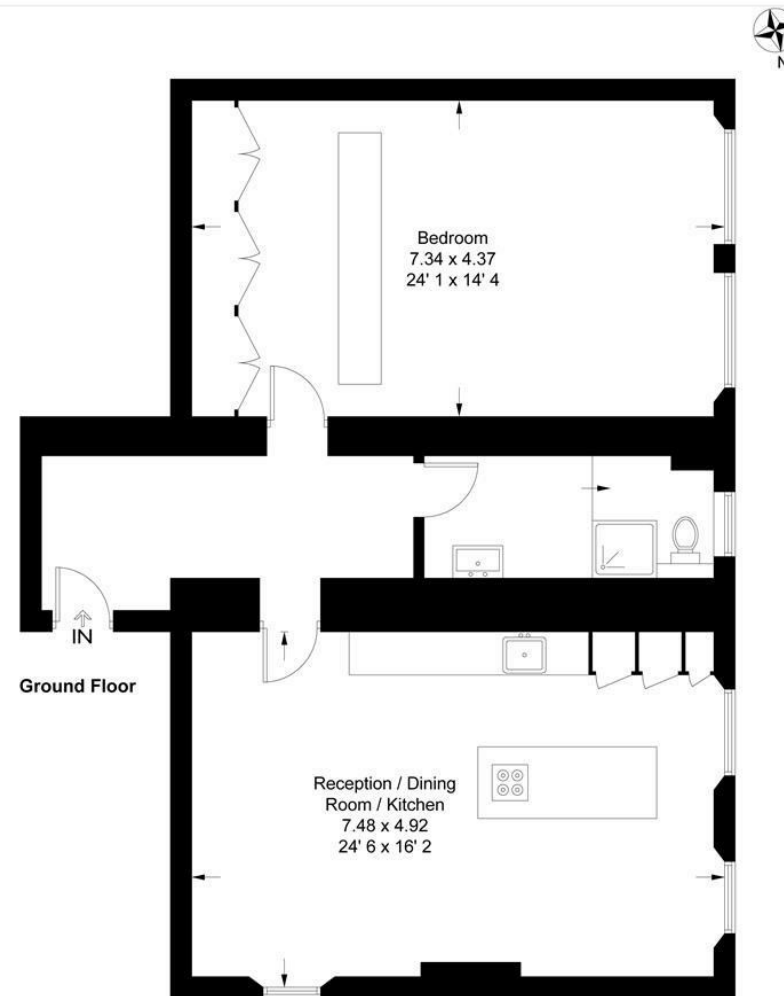 N
Bedroom
7.34 x 4.37
24' 1 x 14' 4
IN
Ground Floor
Reception / Dining
Room / Kitchen
7.48 x 4.92
24' 6 x 16' 2